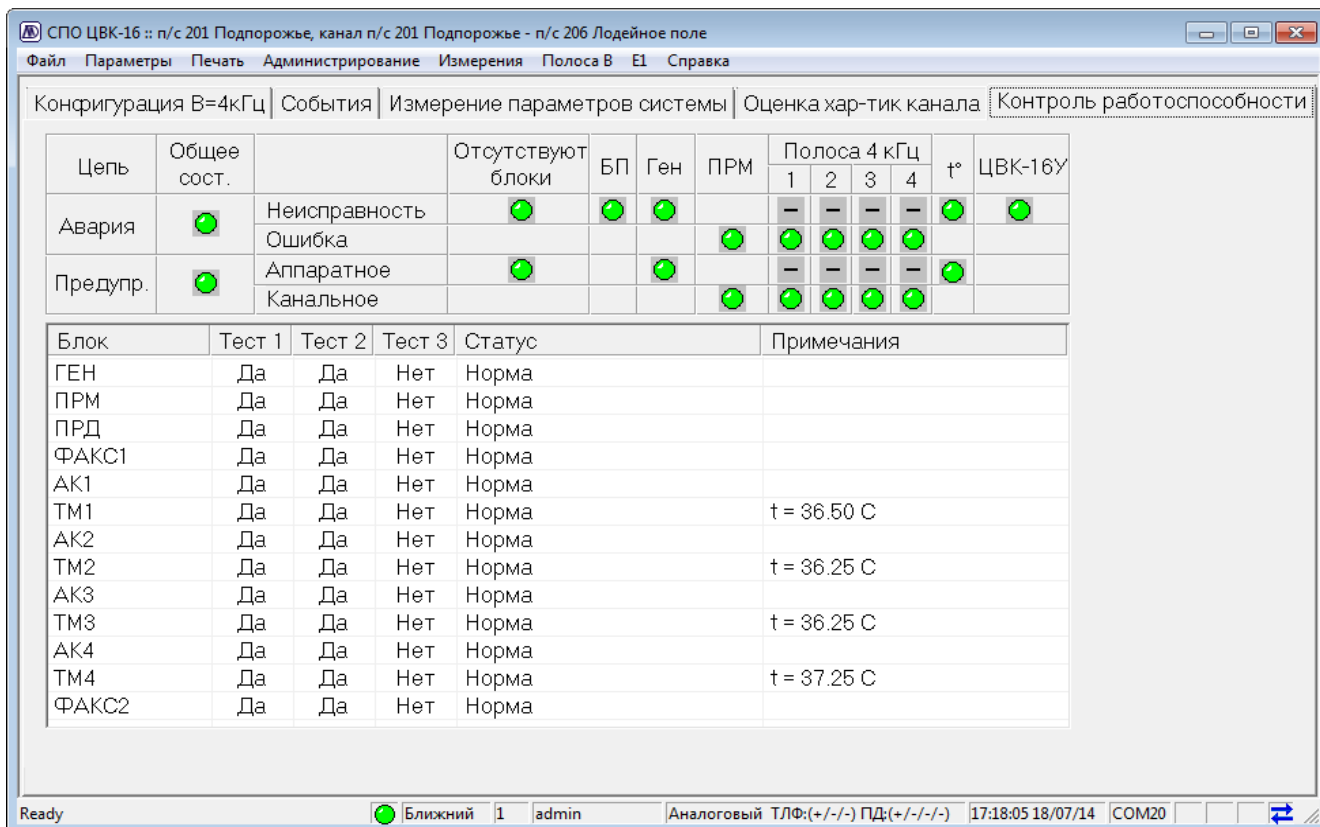 СПО ЦВК-16 :: п/с 201 Подпорожье, канал п/с 201 Подпорожье - п/с 206 Лодейное поле
Файл Параметры Печать Администрирование Измерения Полоса В Е1 Справка
Конфигурация В=4кГц События Измерение параметров системы Оценка хар-тик канала Контроль работоспособности
Цепь Общее сост. Отсутствуют блоки БП Ген ПРМ Полоса 4 кГц t° ЦВК-16У
1 2 3 4
Авария Неисправность – – – –
Ошибка
Предупр. Аппаратное – – – –
Канальное
Блок Тест 1 Тест 2 Тест 3 Статус Примечания
ГЕН Да Да Нет Норма
ПРМ Да Да Нет Норма
ПРД Да Да Нет Норма
ФАКС1 Да Да Нет Норма
АК1 Да Да Нет Норма
ТМ1 Да Да Нет Норма t = 36.50 C
АК2 Да Да Нет Норма
ТМ2 Да Да Нет Норма t = 36.25 C
АК3 Да Да Нет Норма
ТМ3 Да Да Нет Норма t = 36.25 C
АК4 Да Да Нет Норма
ТМ4 Да Да Нет Норма t = 37.25 C
ФАКС2 Да Да Нет Норма
Ready Ближний 1 admin Аналоговый ТЛФ:(+/-/-) ПД:(+/-/-/-) 17:18:05 18/07/14 COM20